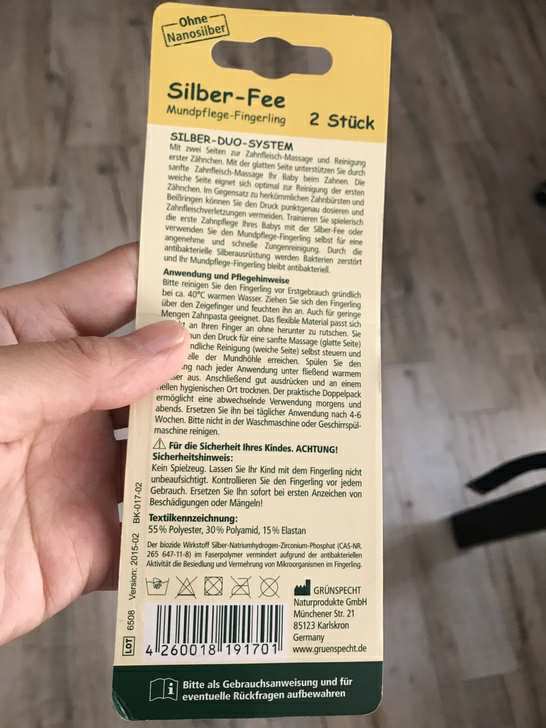 Ohne
Nanosilber
Silber-Fee
Mundpflege-Fingerling
2 Stück
SILBER-DUO-SYSTEM
Mit zwei Seiten zur Zahnfleisch-Massage und Reinigung
erster Zähnchen. Mit der glatten Seite unterstützen Sie durch
sanfte Zahnfleisch-Massage Ihr Baby beim Zahnen. Die
weiche Seite eignet sich optimal zur Reinigung der ersten
Zähnchen. Im Gegensatz zu herkömmlichen Zahnbürsten und
Beißringen können Sie den Druck punktgenau dosieren und
Zahnfleischverletzungen vermeiden. Trainieren Sie spielerisch
die erste Zahnpflege Ihres Babys mit der Silber-Fee oder
verwenden Sie den Mundpflege-Fingerling selbst für eine
angenehme und schnelle Zungenreinigung. Durch die
antibakterielle Silberausrüstung werden Bakterien zerstört
und Ihr Mundpflege-Fingerling bleibt antibakteriell.
Anwendung und Pflegehinweise
Bitte reinigen Sie den Fingerling vor Erstgebrauch gründlich
bei ca. 40°C warmen Wasser. Ziehen Sie sich den Fingerling
über den Zeigefinger und feuchten ihn an. Auch für geringe
Mengen Zahnpasta geeignet. Das flexible Material passt sich
an Ihren Finger an ohne herunter zu rutschen. Sie
nun den Druck für eine sanfte Massage (glatte Seite)
ndliche Reinigung (weiche Seite) selbst steuern und
elle der Mundhöhle erreichen. Spülen Sie den
ng nach jeder Anwendung unter fließend warmem
ser aus. Anschließend gut ausdrücken und an einem
hellen hygienischen Ort trocknen. Der praktische Doppelpack
ermöglicht eine abwechselnde Verwendung morgens und
abends. Ersetzen Sie ihn bei täglicher Anwendung nach 4-6
Wochen. Bitte nicht in der Waschmaschine oder Geschirrspül-
maschine reinigen.
Für die Sicherheit Ihres Kindes. ACHTUNG!
Sicherheitshinweis:
Kein Spielzeug. Lassen Sie Ihr Kind mit dem Fingerling nicht
unbeaufsichtigt. Kontrollieren Sie den Fingerling vor jedem
Gebrauch. Ersetzen Sie Ihn sofort bei ersten Anzeichen von
Beschädigungen oder Mängeln!
Textilkennzeichnung:
55% Polyester, 30% Polyamid, 15% Elastan
Der biozide Wirkstoff Silber-Natriumhydrogen-Zirconium-Phosphat (CAS-NR.
265 647-11-8) im Faserpolymer vermindert aufgrund der antibakteriellen
Aktivität die Besiedlung und Vermehrung von Mikroorganismen im Fingerling.
GRÜNSPECHT
Naturprodukte GmbH
Münchener Str. 21
85123 Karlskron
Germany
www.gruenspecht.de
4 260018 191701
LOT 6508 Version: 2015-02 BK-017-02
Bitte als Gebrauchsanweisung und für
eventuelle Rückfragen aufbewahren